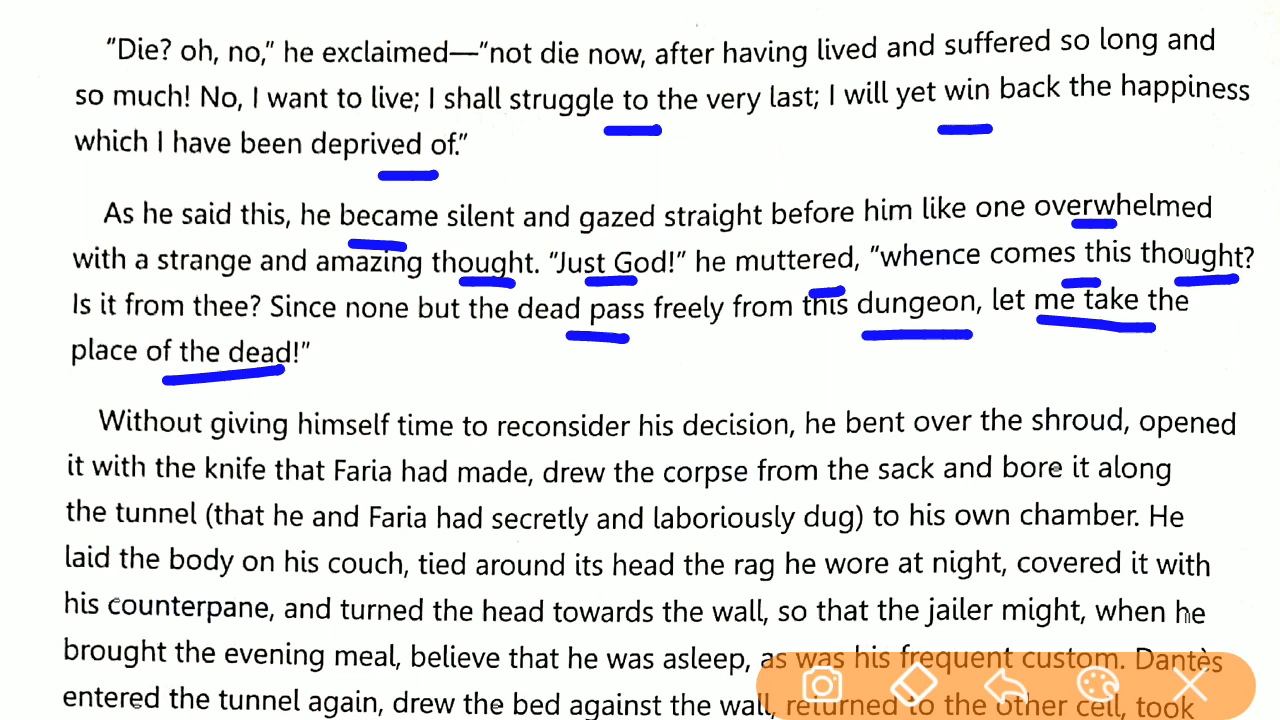 "Die? oh, no," he exclaimed—"not die now, after having lived and suffered so long and
so much! No, I want to live; I shall struggle to the very last; I will yet win back the happiness
which I have been deprived of."
As he said this, he became silent and gazed straight before him like one overwhelmed
with a strange and amazing thought. "Just God!" he muttered, "whence comes this thought?
Is it from thee? Since none but the dead pass freely from this dungeon, let me take the
place of the dead!"
Without giving himself time to reconsider his decision, he bent over the shroud, opened
it with the knife that Faria had made, drew the corpse from the sack and bore it along
the tunnel (that he and Faria had secretly and laboriously dug) to his own chamber. He
laid the body on his couch, tied around its head the rag he wore at night, covered it with
his counterpane, and turned the head towards the wall, so that the jailer might, when he
brought the evening meal, believe that he was asleep, as was his frequent custom. Dantès
entered the tunnel again, drew the bed against the wall, returned to the other cell, took